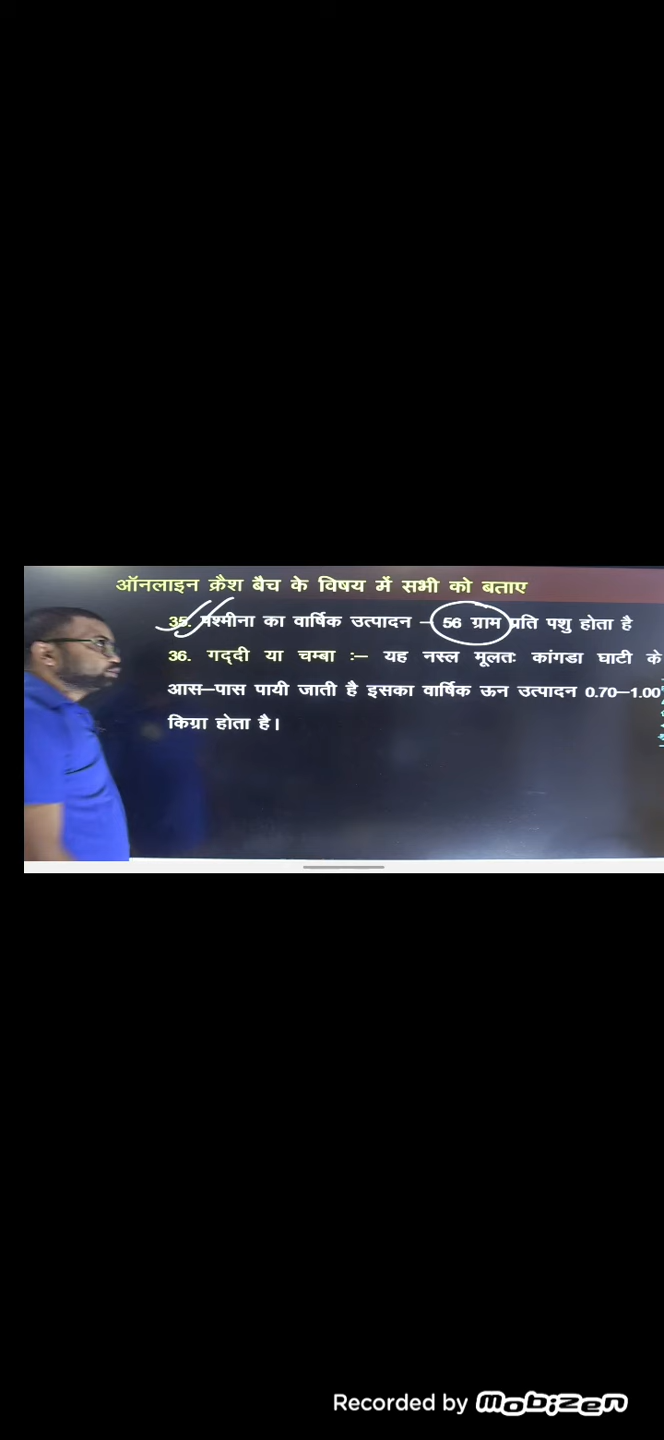 ऑनलाइन क्रैश बैच के विषय में सभी को बताए
35. पश्मीना का वार्षिक उत्पादन – 56 ग्राम प्रति पशु होता है
36. गद्‌दी या चम्बा :– यह नस्ल मूलतः कांगडा घाटी के
आस–पास पायी जाती है इसका वार्षिक ऊन उत्पादन 0.70–1.00
किग्रा होता है।
Recorded by mobizen